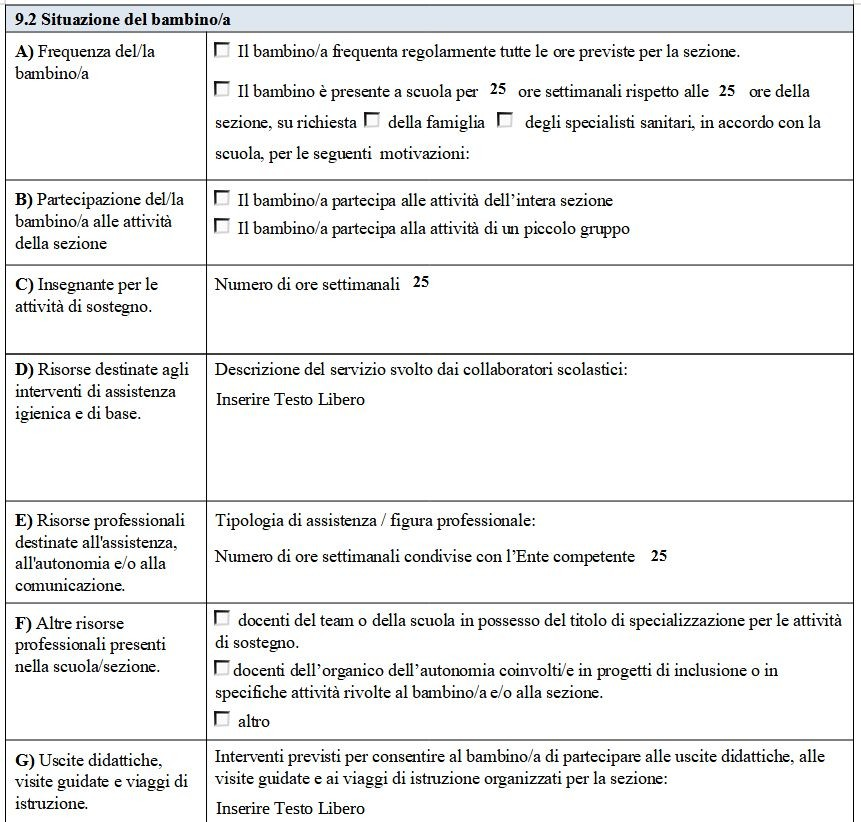 9.2 Situazione del bambino/a
A) Frequenza del/la
bambino/a
Il bambino/a frequenta regolarmente tutte le ore previste per la sezione.
Il bambino è presente a scuola per 25 ore settimanali rispetto alle 25 ore della
sezione, su richiesta della famiglia degli specialisti sanitari, in accordo con la
scuola, per le seguenti motivazioni:
B) Partecipazione del/la
bambino/a alle attività
della sezione
Il bambino/a partecipa alle attività dell'intera sezione
Il bambino/a partecipa alla attività di un piccolo gruppo
C) Insegnante per le
attività di sostegno.
Numero di ore settimanali 25
D) Risorse destinate agli
interventi di assistenza
igienica e di base.
Descrizione del servizio svolto dai collaboratori scolastici:
Inserire Testo Libero
E) Risorse professionali
destinate all'assistenza,
all'autonomia e/o alla
comunicazione.
Tipologia di assistenza / figura professionale:
Numero di ore settimanali condivise con l'Ente competente 25
F) Altre risorse
professionali presenti
nella scuola/sezione.
docenti del team o della scuola in possesso del titolo di specializzazione per le attività
di sostegno.
docenti dell'organico dell'autonomia coinvolti/e in progetti di inclusione o in
specifiche attività rivolte al bambino/a e/o alla sezione.
altro
G) Uscite didattiche,
visite guidate e viaggi di
istruzione.
Interventi previsti per consentire al bambino/a di partecipare alle uscite didattiche, alle
visite guidate e ai viaggi di istruzione organizzati per la sezione:
Inserire Testo Libero